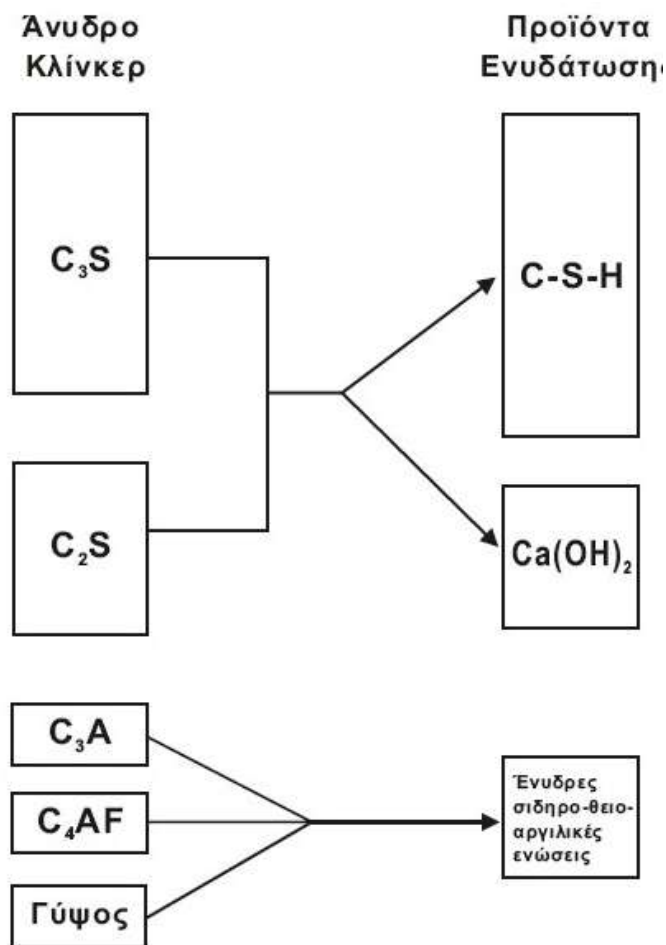 Άνυδρο
Κλίνκερ
Προϊόντα
Ενυδάτωσης
C₃S
C-S-H
C₂S
Ca(OH)₂
C₃A
C₄AF
Γύψος
Ένυδρες
σιδηρο-θειο-
αργιλικές
ενώσεις